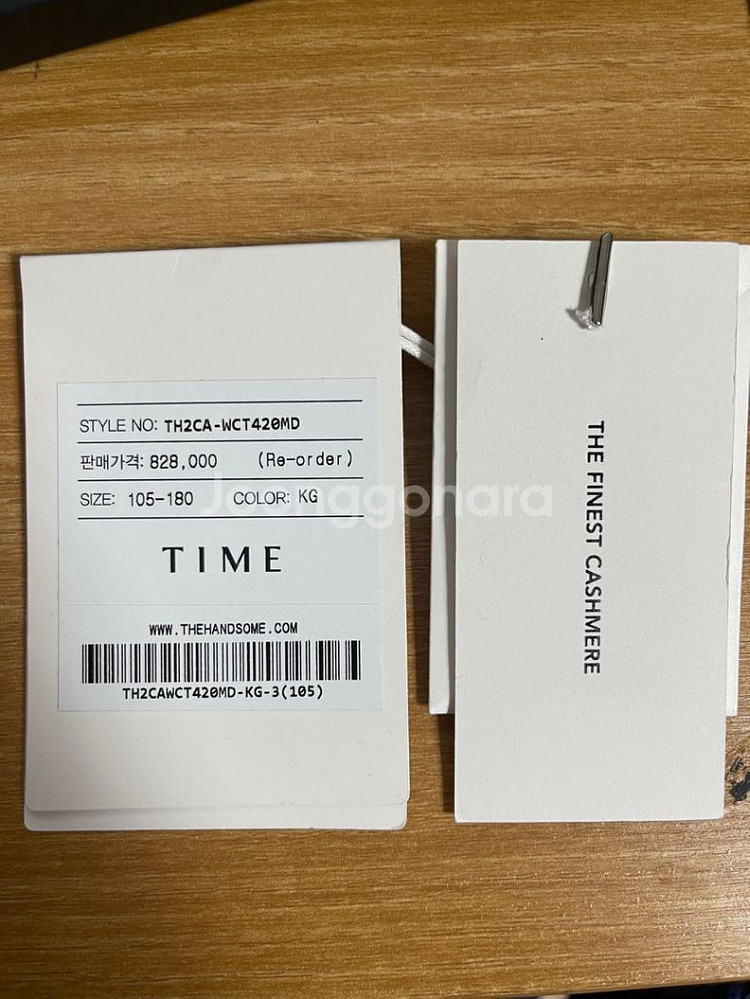 STYLE NO: TH2CA-WCT420MD
판매가격: 828,000 (Re-order)
SIZE: 105-180 COLOR: KG
TIME
WWW.THEHANDSOME.COM
TH2CAWCT420MD-KG-3(105)
THE FINEST CASHMERE
Joonggonara